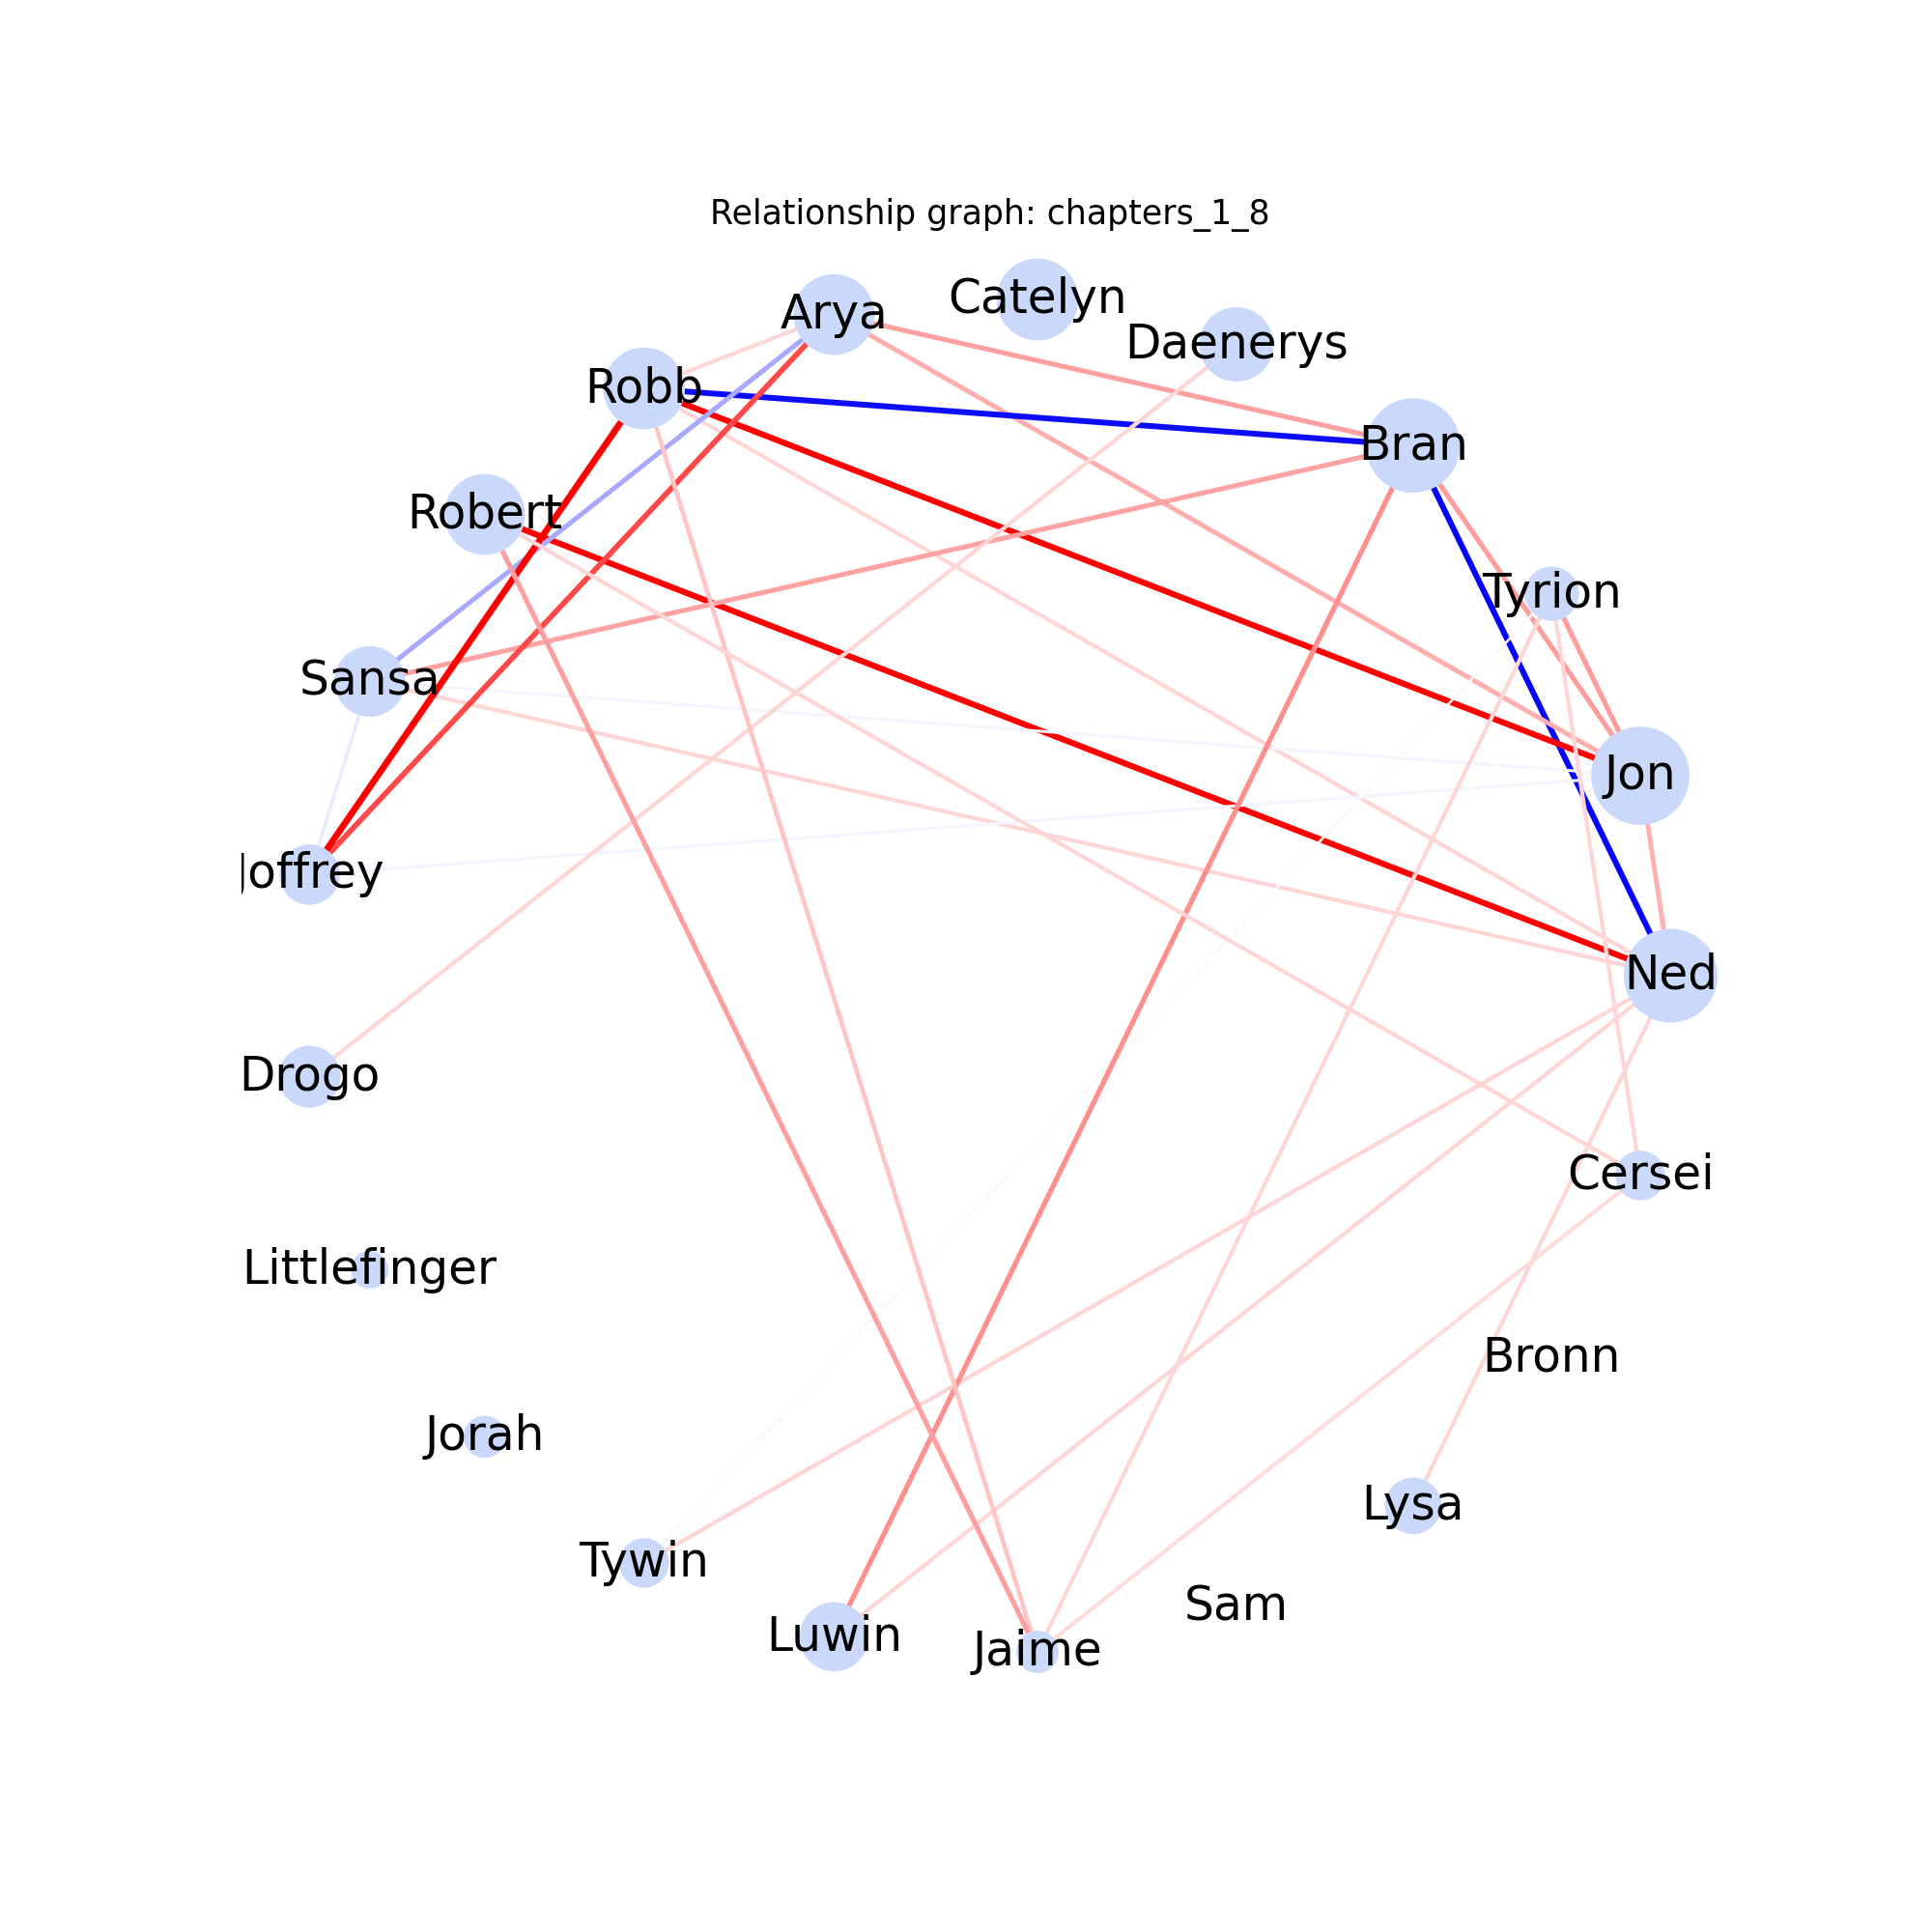 Relationship graph: chapters_1_8
Catelyn
Arya
Daenerys
Robb
Bran
Robert
Tyrion
Sansa
Jon
Joffrey
Ned
Drogo
Cersei
Littlefinger
Bronn
Jorah
Lysa
Tywin
Sam
Luwin
Jaime